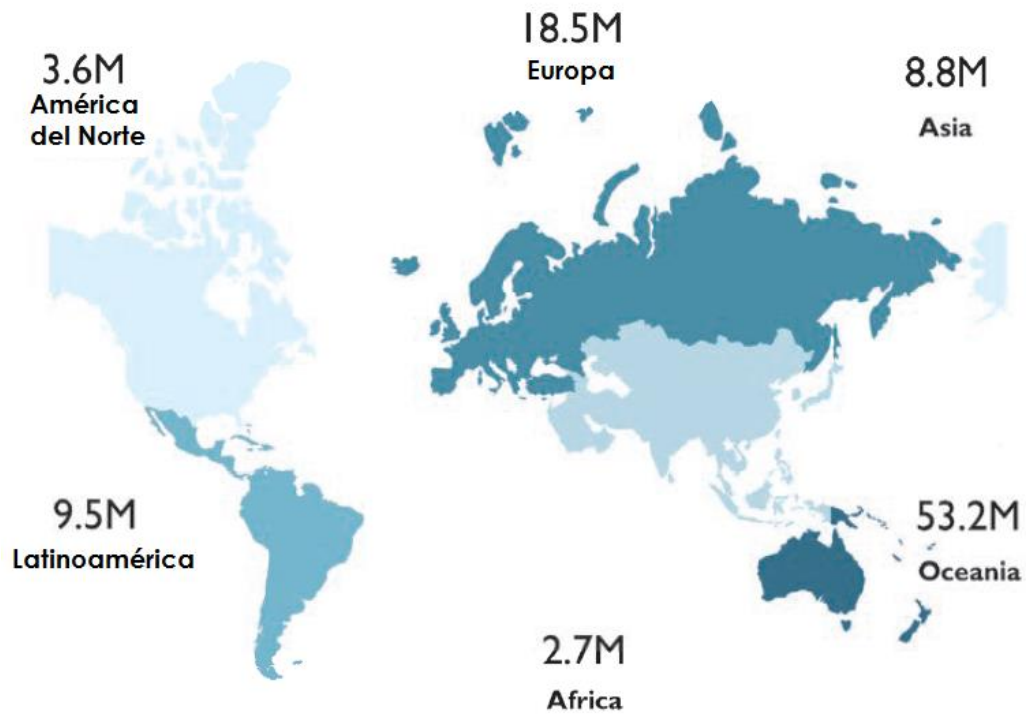 18.5M
Europa
3.6M
América
del Norte
8.8M
Asia
9.5M
Latinoamérica
53.2M
Oceania
2.7M
Africa